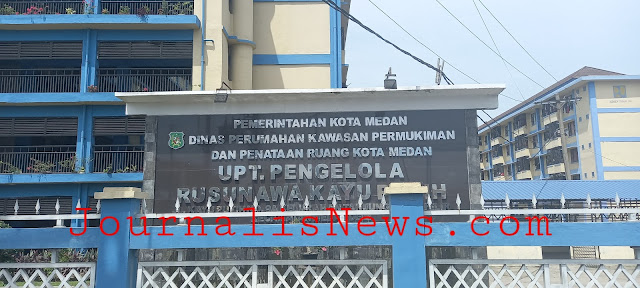 PEMERINTAHAN KOTA MEDAN
DINAS PERUMAHAN KAWASAN PERMUKIMAN
DAN PENATAAN RUANG KOTA MEDAN
UPT. PENGELOLA
RUSUNAWA KAYU
JournalisNews.com